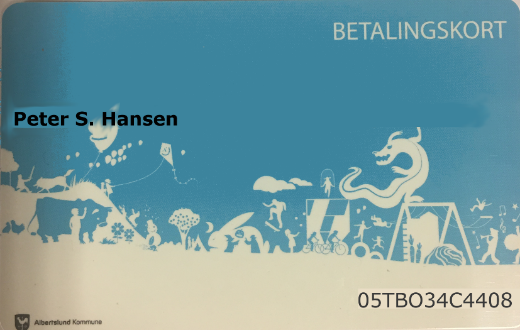 BETALINGSKORT
Peter S. Hansen
05TBO34C4408
Albertslund Kommune